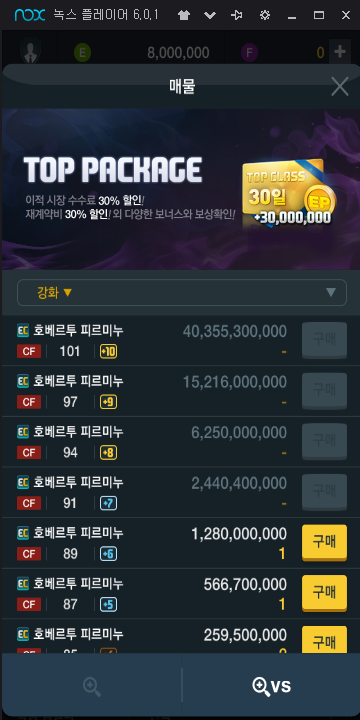 nox 녹스 플레이어 6.0.1
E 8,000,000 F 0 +
매물
TOP PACKAGE
이적 시장 수수료 30% 할인!
재계약비 30% 할인! 외 다양한 보너스와 보상확인!
TOP CLASS
30일
EP
+30,000,000
강화 ▼
EC 호베르투 피르미누 40,355,300,000 구매
CF 101 +10 -
EC 호베르투 피르미누 15,216,000,000 구매
CF 97 +9 -
EC 호베르투 피르미누 6,250,000,000 구매
CF 94 +8 -
EC 호베르투 피르미누 2,440,400,000 구매
CF 91 +7 -
EC 호베르투 피르미누 1,280,000,000 구매
CF 89 +6 1
EC 호베르투 피르미누 566,700,000 구매
CF 87 +5 1
EC 호베르투 피르미누 259,500,000 구매
VS